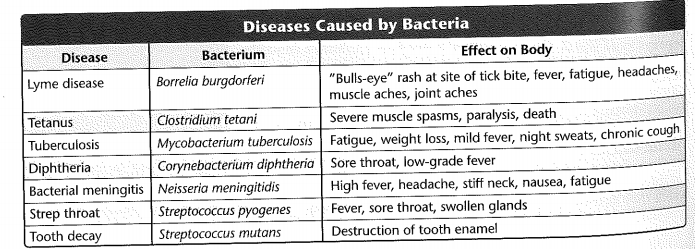 Diseases Caused by Bacteria
Disease Bacterium Effect on Body
Lyme disease Borrelia burgdorferi "Bulls-eye" rash at site of tick bite, fever, fatigue, headaches,
muscle aches, joint aches
Tetanus Clostridium tetani Severe muscle spasms, paralysis, death
Tuberculosis Mycobacterium tuberculosis Fatigue, weight loss, mild fever, night sweats, chronic cough
Diphtheria Corynebacterium diphtheria Sore throat, low-grade fever
Bacterial meningitis Neisseria meningitidis High fever, headache, stiff neck, nausea, fatigue
Strep throat Streptococcus pyogenes Fever, sore throat, swollen glands
Tooth decay Streptococcus mutans Destruction of tooth enamel